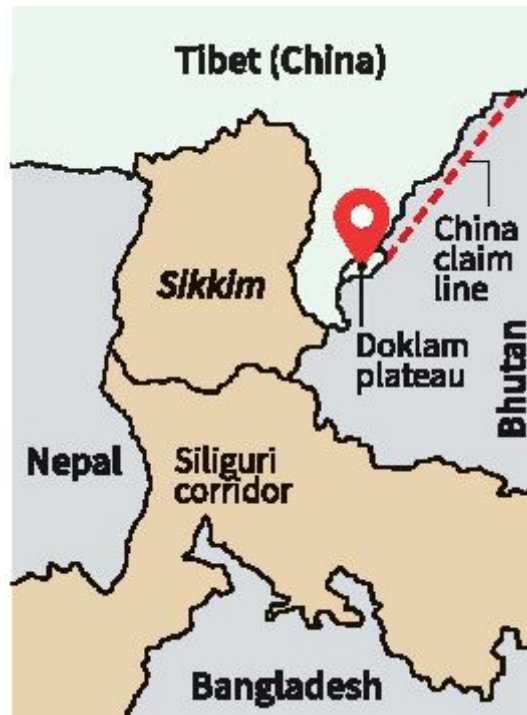 Tibet (China)
Sikkim
China
claim
line
Doklam
plateau
Bhutan
Nepal
Siliguri
corridor
Bangladesh